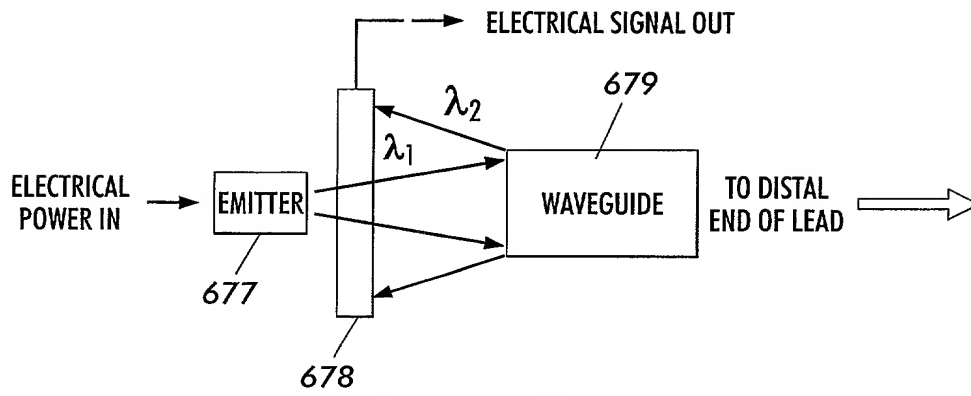 ELECTRICAL SIGNAL OUT
679
λ2
λ1
ELECTRICAL
POWER IN
EMITTER
WAVEGUIDE
TO DISTAL
END OF LEAD
677
678